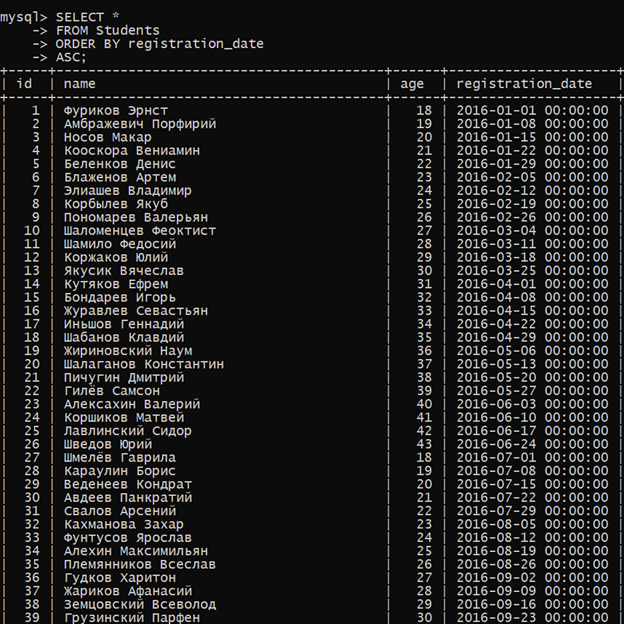 mysql> SELECT *
    -> FROM Students
    -> ORDER BY registration_date
    -> ASC;
| id | name | age | registration_date |
| 1 | Фуриков Эрнст | 18 | 2016-01-01 00:00:00 |
| 2 | Амбражевич Порфирий | 19 | 2016-01-08 00:00:00 |
| 3 | Носов Макар | 20 | 2016-01-15 00:00:00 |
| 4 | Кооскора Вениамин | 21 | 2016-01-22 00:00:00 |
| 5 | Беленков Денис | 22 | 2016-01-29 00:00:00 |
| 6 | Блаженов Артем | 23 | 2016-02-05 00:00:00 |
| 7 | Элиашев Владимир | 24 | 2016-02-12 00:00:00 |
| 8 | Корбылев Якуб | 25 | 2016-02-19 00:00:00 |
| 9 | Пономарев Валерьян | 26 | 2016-02-26 00:00:00 |
| 10 | Шаломенцев Феоктист | 27 | 2016-03-04 00:00:00 |
| 11 | Шамило Федосий | 28 | 2016-03-11 00:00:00 |
| 12 | Коржаков Юлий | 29 | 2016-03-18 00:00:00 |
| 13 | Якусик Вячеслав | 30 | 2016-03-25 00:00:00 |
| 14 | Кутяков Ефрем | 31 | 2016-04-01 00:00:00 |
| 15 | Бондарев Игорь | 32 | 2016-04-08 00:00:00 |
| 16 | Журавлев Севастьян | 33 | 2016-04-15 00:00:00 |
| 17 | Иньшов Геннадий | 34 | 2016-04-22 00:00:00 |
| 18 | Шабанов Клавдий | 35 | 2016-04-29 00:00:00 |
| 19 | Жириновский Наум | 36 | 2016-05-06 00:00:00 |
| 20 | Шалаганов Константин | 37 | 2016-05-13 00:00:00 |
| 21 | Пичугин Дмитрий | 38 | 2016-05-20 00:00:00 |
| 22 | Гилёв Самсон | 39 | 2016-05-27 00:00:00 |
| 23 | Алексахин Валерий | 40 | 2016-06-03 00:00:00 |
| 24 | Коршиков Матвей | 41 | 2016-06-10 00:00:00 |
| 25 | Лавлинский Сидор | 42 | 2016-06-17 00:00:00 |
| 26 | Шведов Юрий | 43 | 2016-06-24 00:00:00 |
| 27 | Шмелёв Гаврила | 18 | 2016-07-01 00:00:00 |
| 28 | Караулин Борис | 19 | 2016-07-08 00:00:00 |
| 29 | Веденеев Кондрат | 20 | 2016-07-15 00:00:00 |
| 30 | Авдеев Панкратий | 21 | 2016-07-22 00:00:00 |
| 31 | Свалов Арсений | 22 | 2016-07-29 00:00:00 |
| 32 | Кахманова Захар | 23 | 2016-08-05 00:00:00 |
| 33 | Фунтусов Ярослав | 24 | 2016-08-12 00:00:00 |
| 34 | Алехин Максимильян | 25 | 2016-08-19 00:00:00 |
| 35 | Племянников Всеслав | 26 | 2016-08-26 00:00:00 |
| 36 | Гудков Харитон | 27 | 2016-09-02 00:00:00 |
| 37 | Жариков Афанасий | 28 | 2016-09-09 00:00:00 |
| 38 | Земцовский Всеволод | 29 | 2016-09-16 00:00:00 |
| 39 | Грузинский Парфен | 30 | 2016-09-23 00:00:00 |